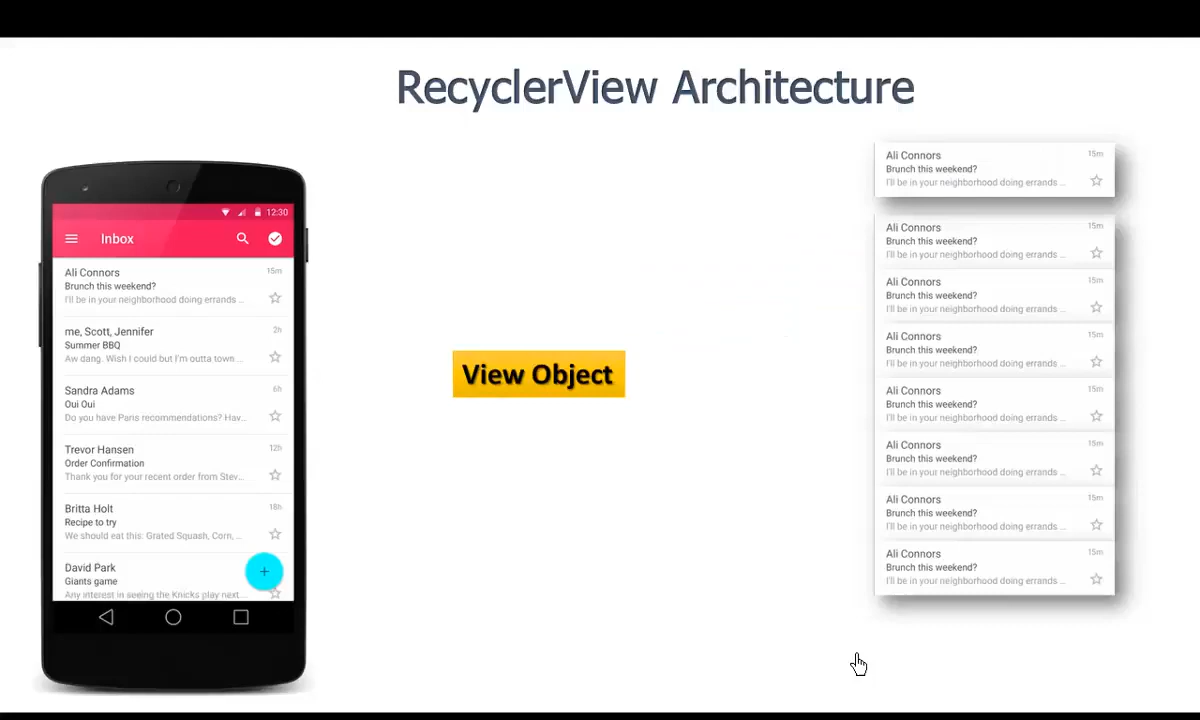 RecyclerView Architecture
12:30
Inbox
Ali Connors 15m
Brunch this weekend?
I'll be in your neighborhood doing errands ...
me, Scott, Jennifer 2h
Summer BBQ
Aw dang. Wish I could but I'm outta town ...
Sandra Adams 6h
Oui Oui
Do you have Paris recommendations? Hav...
Trevor Hansen 12h
Order Confirmation
Thank you for your recent order from Stev...
Britta Holt 18h
Recipe to try
We should eat this: Grated Squash, Corn, ...
David Park
Giants game
Any interest in seeing the Knicks play next...
View Object
Ali Connors 15m
Brunch this weekend?
I'll be in your neighborhood doing errands ...
Ali Connors 15m
Brunch this weekend?
I'll be in your neighborhood doing errands ...
Ali Connors 15m
Brunch this weekend?
I'll be in your neighborhood doing errands ...
Ali Connors 15m
Brunch this weekend?
I'll be in your neighborhood doing errands ...
Ali Connors 15m
Brunch this weekend?
I'll be in your neighborhood doing errands ...
Ali Connors 15m
Brunch this weekend?
I'll be in your neighborhood doing errands ...
Ali Connors 15m
Brunch this weekend?
I'll be in your neighborhood doing errands ...
Ali Connors 15m
Brunch this weekend?
I'll be in your neighborhood doing errands ...